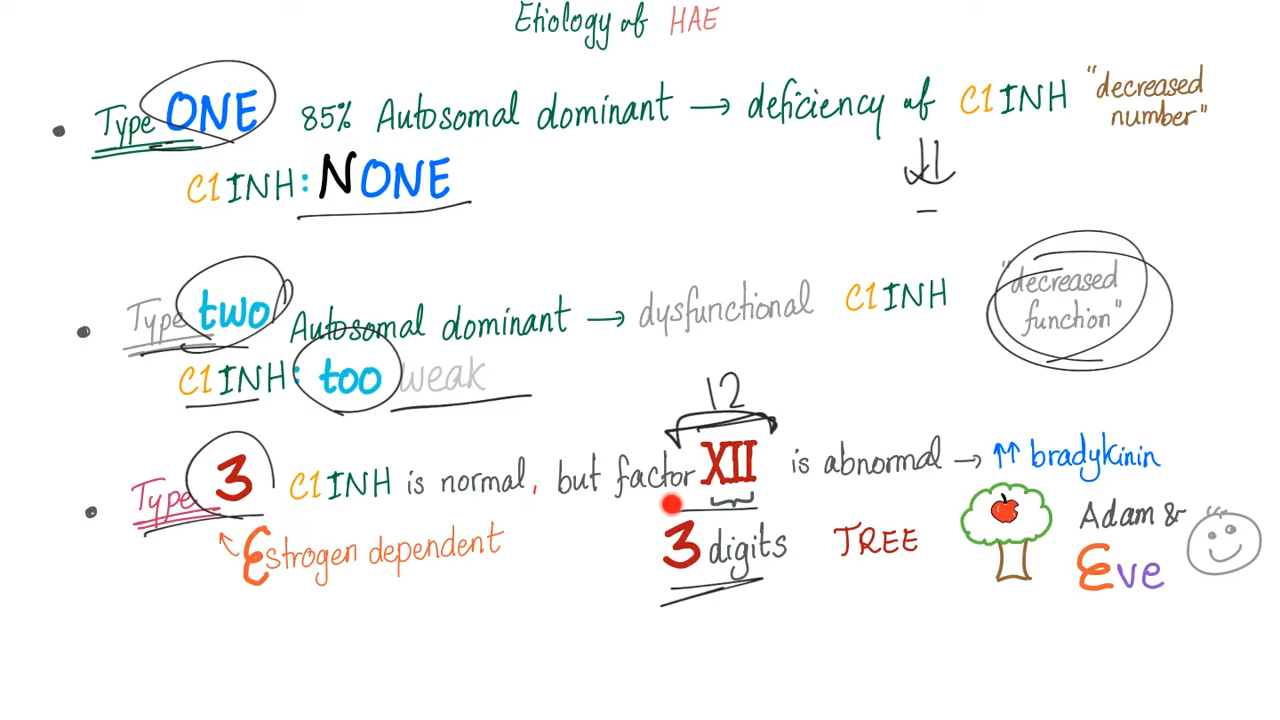 Etiology of HAE
Type ONE 85% Autosomal dominant → deficiency of C1INH "decreased number"
C1INH: NONE
Type two Autosomal dominant → dysfunctional C1INH "decreased function"
C1INH: too weak
12
Type 3 C1INH is normal, but factor XII is abnormal → ↑↑ bradykinin
Estrogen dependent
3 digits TREE Adam & Eve